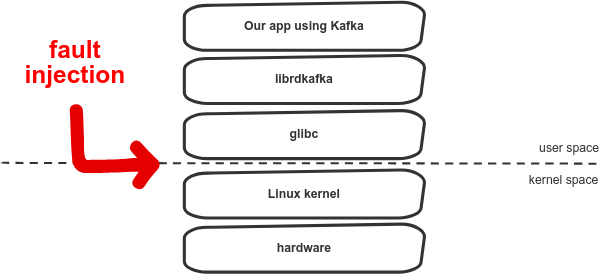 Our app using Kafka
fault
injection
librdkafka
glibc
user space
kernel space
Linux kernel
hardware